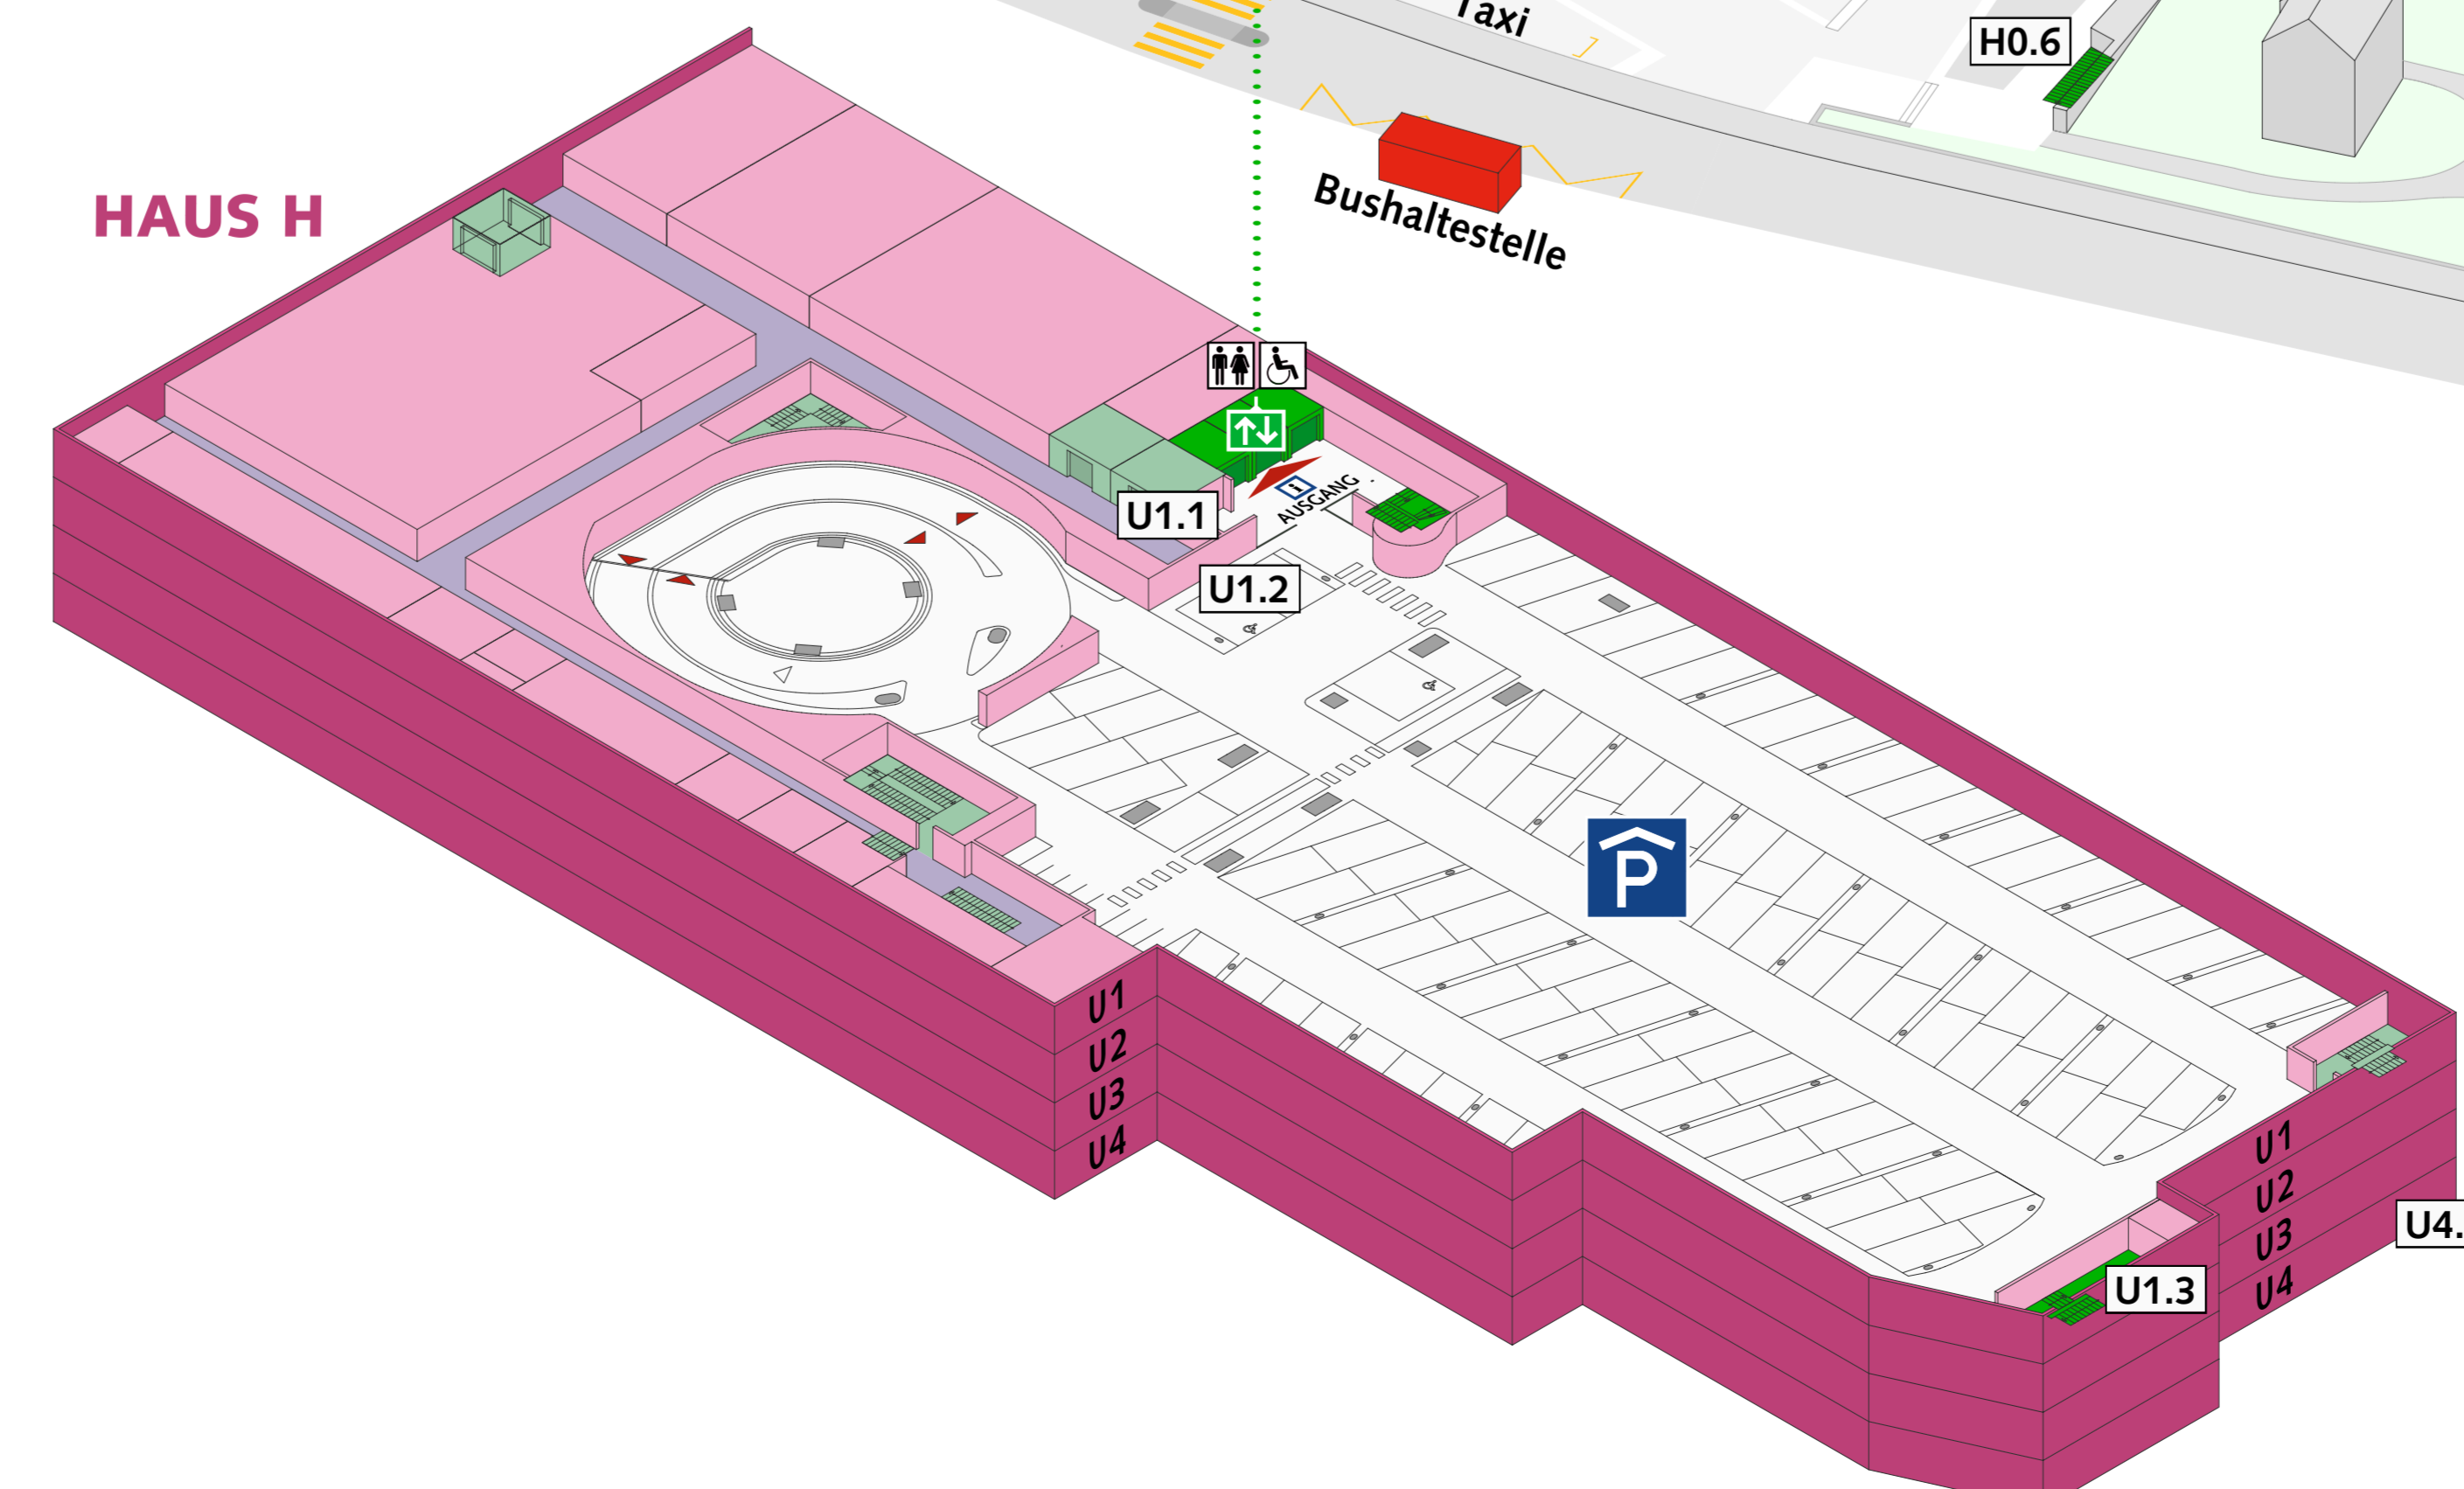 Taxi
H0.6
HAUS H
Bushaltestelle
U1.1
AUSGANG
U1.2
P
U1
U2
U3
U4
U1
U2
U3
U4
U4.
U1.3